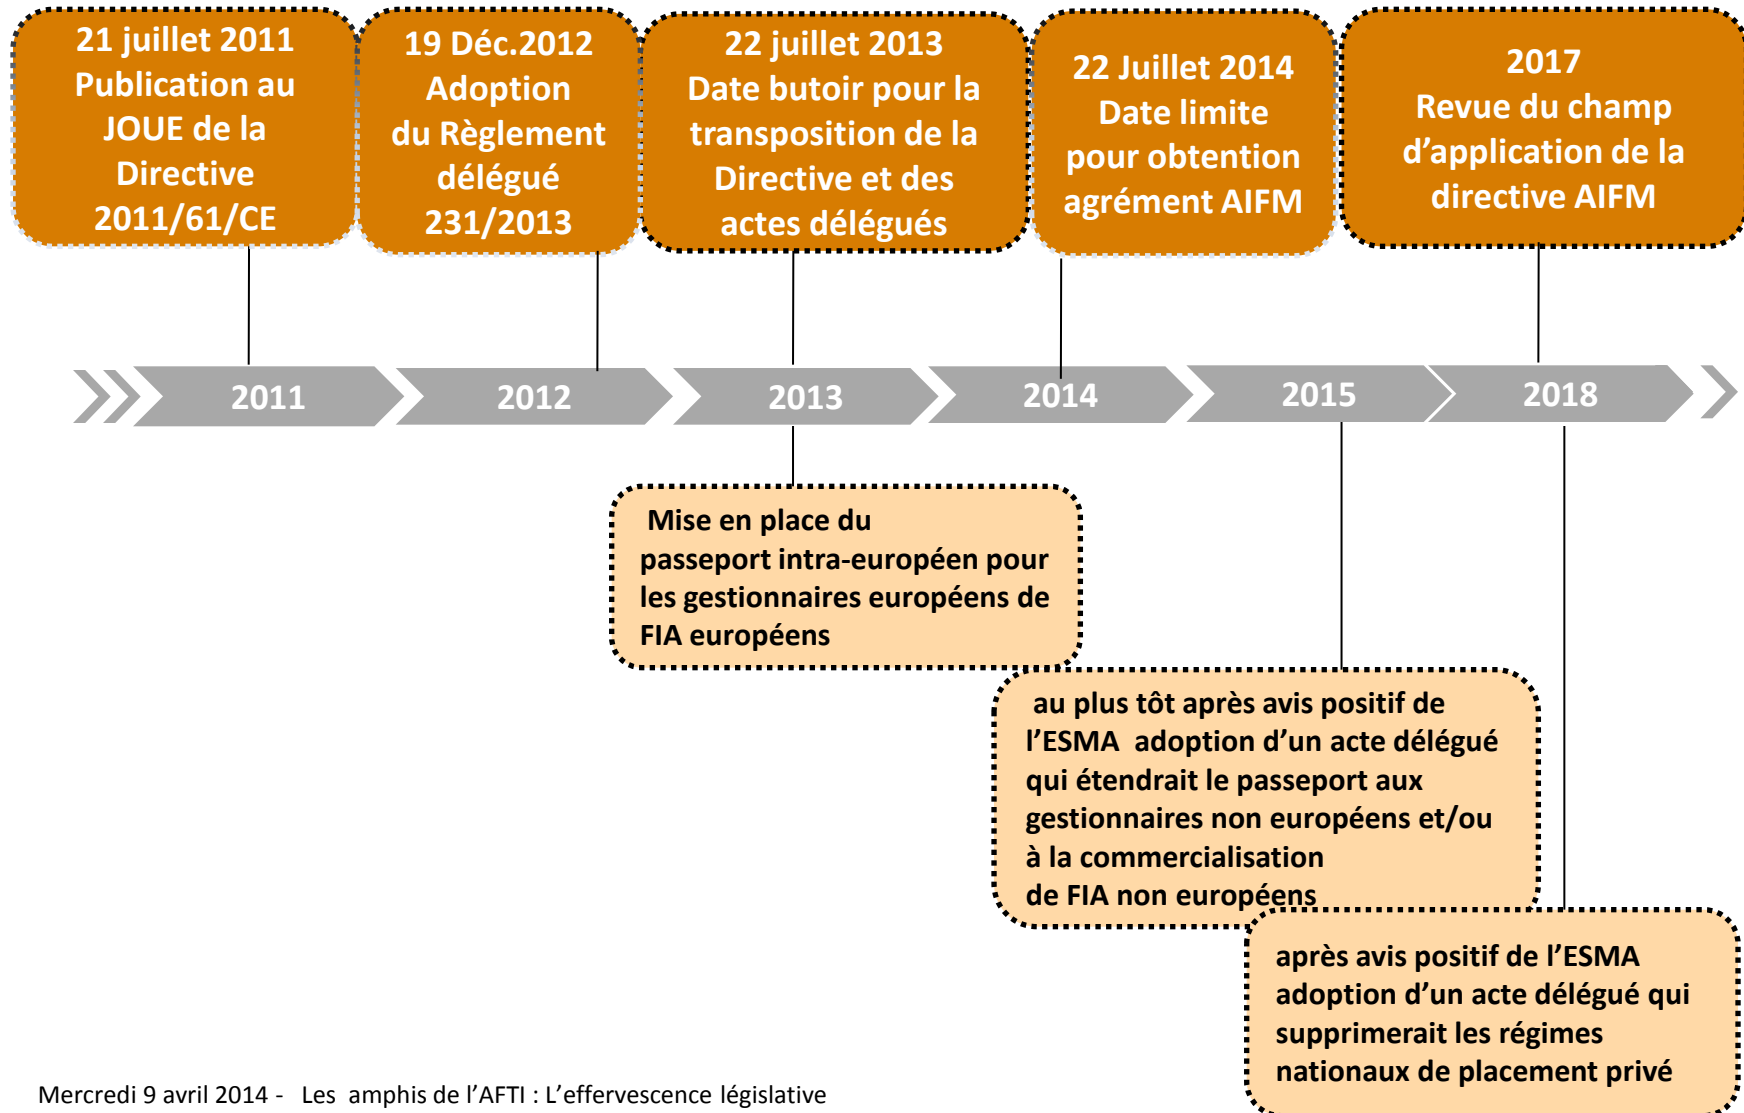 21 juillet 2011
Publication au
JOUE de la
Directive
2011/61/CE
19 Déc.2012
Adoption
du Règlement
délégué
231/2013
22 juillet 2013
Date butoir pour la
transposition de la
Directive et des
actes délégués
22 Juillet 2014
Date limite
pour obtention
agrément AIFM
2017
Revue du champ
d’application de la
directive AIFM
2011
2012
2013
2014
2015
2018
Mise en place du
passeport intra-européen pour
les gestionnaires européens de
FIA européens
au plus tôt après avis positif de
l’ESMA adoption d’un acte délégué
qui étendrait le passeport aux
gestionnaires non européens et/ou
à la commercialisation
de FIA non européens
après avis positif de l’ESMA
adoption d’un acte délégué qui
supprimerait les régimes
nationaux de placement privé
Mercredi 9 avril 2014 - Les amphis de l’AFTI : L’effervescence législative